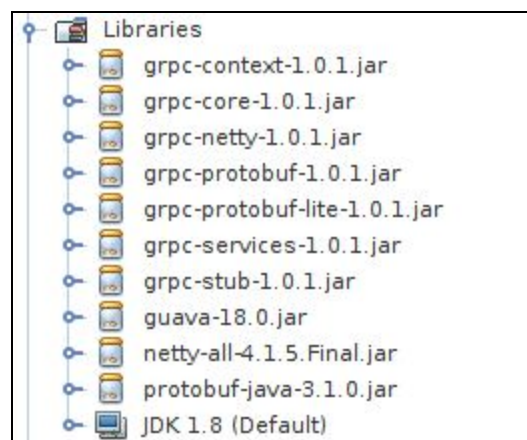 Libraries
grpc-context-1.0.1.jar
grpc-core-1.0.1.jar
grpc-netty-1.0.1.jar
grpc-protobuf-1.0.1.jar
grpc-protobuf-lite-1.0.1.jar
grpc-services-1.0.1.jar
grpc-stub-1.0.1.jar
guava-18.0.jar
netty-all-4.1.5.Final.jar
protobuf-java-3.1.0.jar
JDK 1.8 (Default)